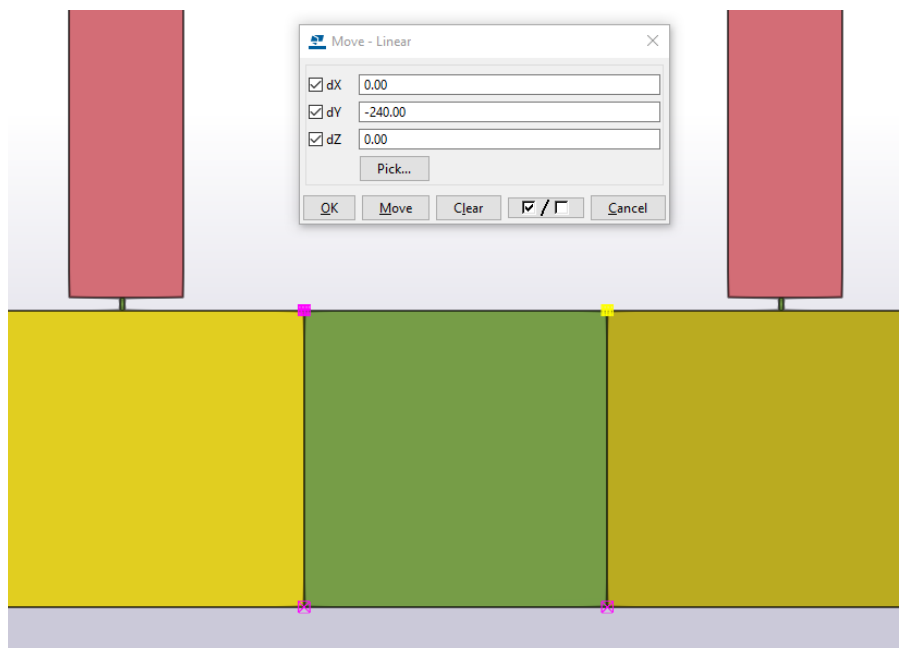 Move - Linear
dX 0.00
dY -240.00
dZ 0.00
Pick...
OK Move Clear / Cancel